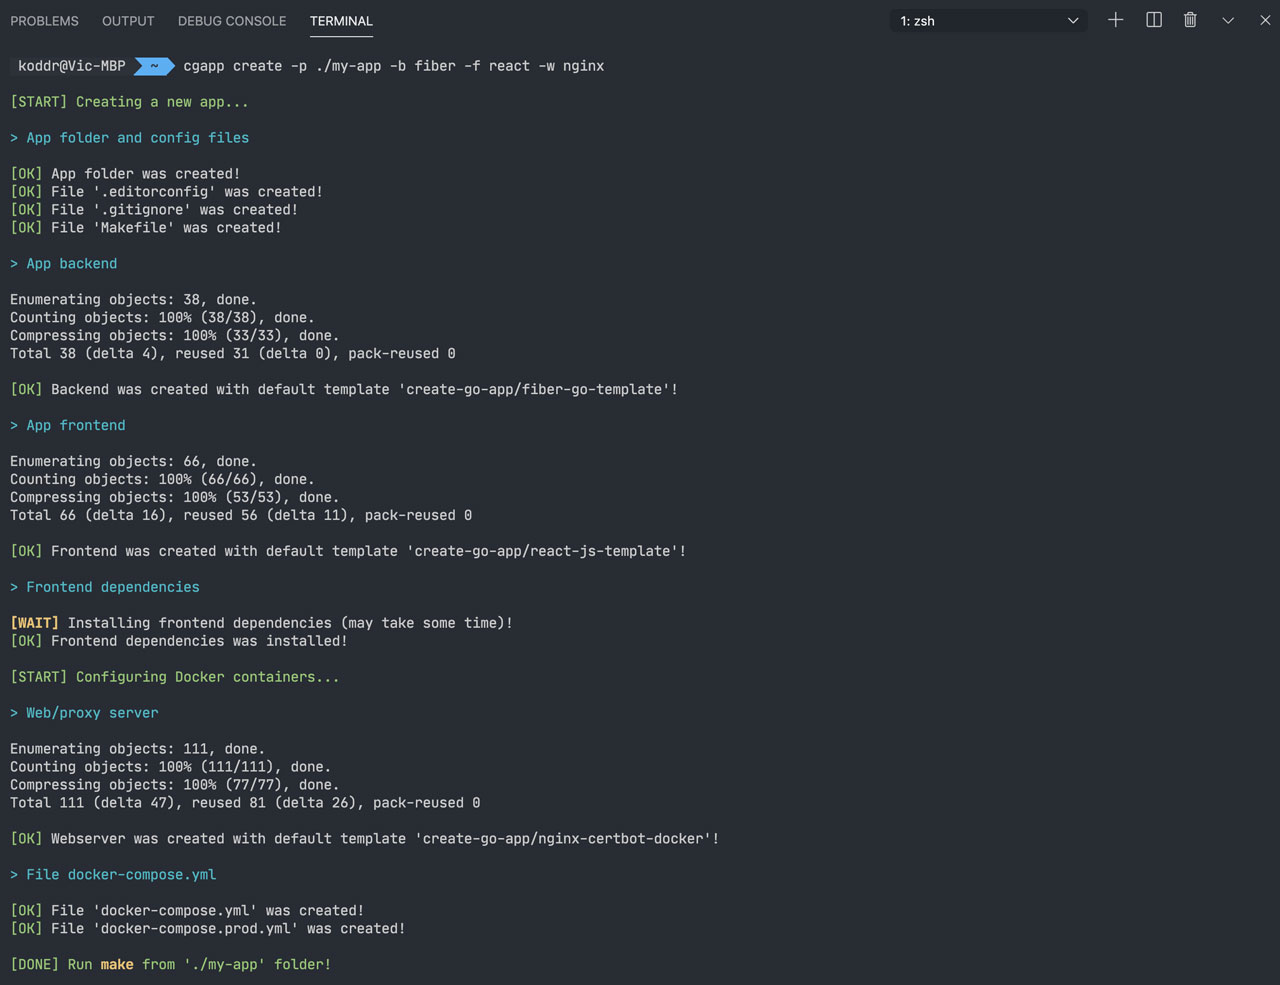 PROBLEMS OUTPUT DEBUG CONSOLE TERMINAL 1: zsh
koddr@Vic-MBP ~ cgapp create -p ./my-app -b fiber -f react -w nginx
[START] Creating a new app...
> App folder and config files
[OK] App folder was created!
[OK] File '.editorconfig' was created!
[OK] File '.gitignore' was created!
[OK] File 'Makefile' was created!
> App backend
Enumerating objects: 38, done.
Counting objects: 100% (38/38), done.
Compressing objects: 100% (33/33), done.
Total 38 (delta 4), reused 31 (delta 0), pack-reused 0
[OK] Backend was created with default template 'create-go-app/fiber-go-template'!
> App frontend
Enumerating objects: 66, done.
Counting objects: 100% (66/66), done.
Compressing objects: 100% (53/53), done.
Total 66 (delta 16), reused 56 (delta 11), pack-reused 0
[OK] Frontend was created with default template 'create-go-app/react-js-template'!
> Frontend dependencies
[WAIT] Installing frontend dependencies (may take some time)!
[OK] Frontend dependencies was installed!
[START] Configuring Docker containers...
> Web/proxy server
Enumerating objects: 111, done.
Counting objects: 100% (111/111), done.
Compressing objects: 100% (77/77), done.
Total 111 (delta 47), reused 81 (delta 26), pack-reused 0
[OK] Webserver was created with default template 'create-go-app/nginx-certbot-docker'!
> File docker-compose.yml
[OK] File 'docker-compose.yml' was created!
[OK] File 'docker-compose.prod.yml' was created!
[DONE] Run make from './my-app' folder!